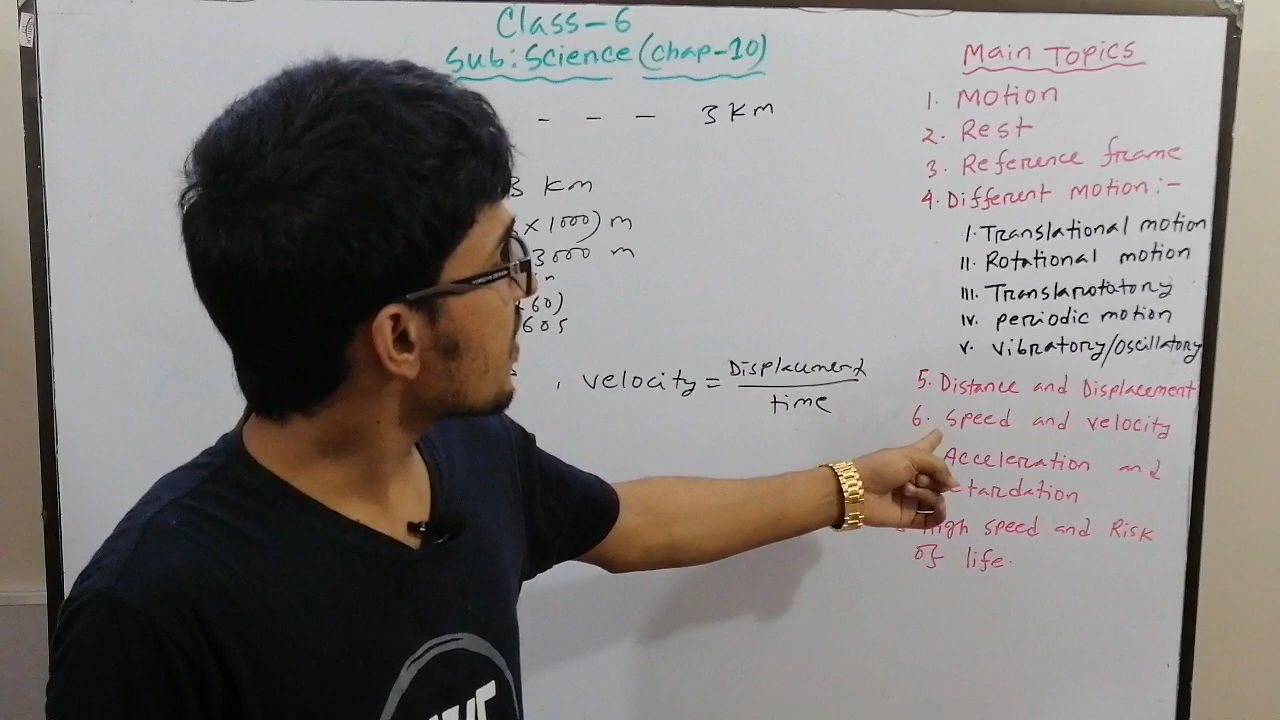 Class-6
Sub: Science (chap-10)
- - - 3 Km
3 Km
x 1000) m
3000 m
in
x 60)
60 s
, velocity = Displacement
time
Main Topics
1. Motion
2. Rest
3. Reference frame
4. Different motion:-
I. Translational motion
II. Rotational motion
III. Translarotatory
IV. periodic motion
V. vibratory/oscillatory
5. Distance and Displacement
6. Speed and velocity
Acceleration and
etardation
High speed and Risk
of life.